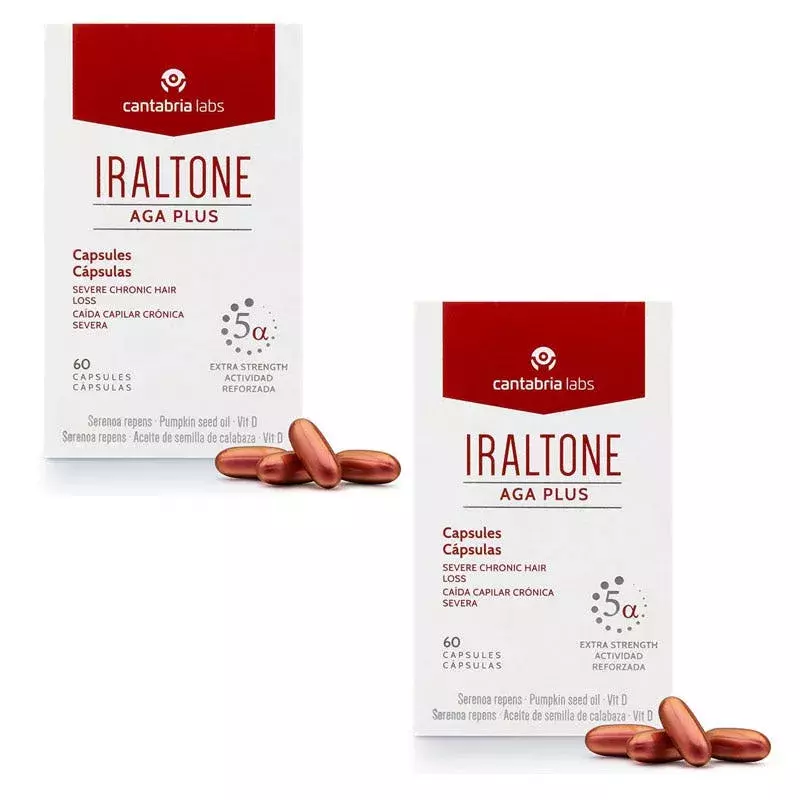 cantabria labs
IRALTONE
AGA PLUS
Capsules
Cápsulas
SEVERE CHRONIC HAIR
LOSS
CAÍDA CAPILAR CRÓNICA
SEVERA
5α
60
CAPSULES
CÁPSULAS
EXTRA STRENGTH
ACTIVIDAD
REFORZADA
Serenoa repens · Pumpkin seed oil · Vit D
Serenoa repens · Aceite de semilla de calabaza · Vit D
cantabria labs
IRALTONE
AGA PLUS
Capsules
Cápsulas
SEVERE CHRONIC HAIR
LOSS
CAÍDA CAPILAR CRÓNICA
SEVERA
5α
60
CAPSULES
CÁPSULAS
EXTRA STRENGTH
ACTIVIDAD
REFORZADA
Serenoa repens · Pumpkin seed oil · Vit D
Serenoa repens · Aceite de semilla de calabaza · Vit D